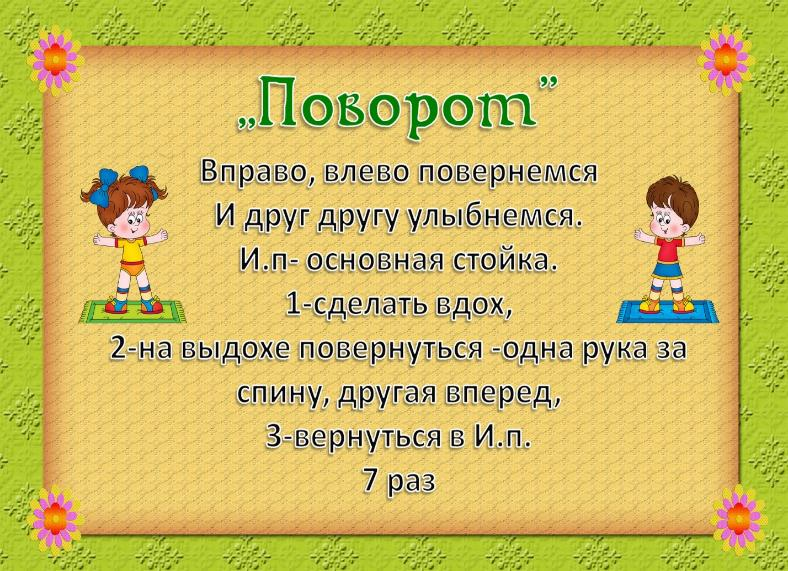 „Поворот”
Вправо, влево повернемся
И друг другу улыбнемся.
И.п- основная стойка.
1-сделать вдох,
2-на выдохе повернуться -одна рука за
спину, другая вперед,
3-вернуться в И.п.
7 раз